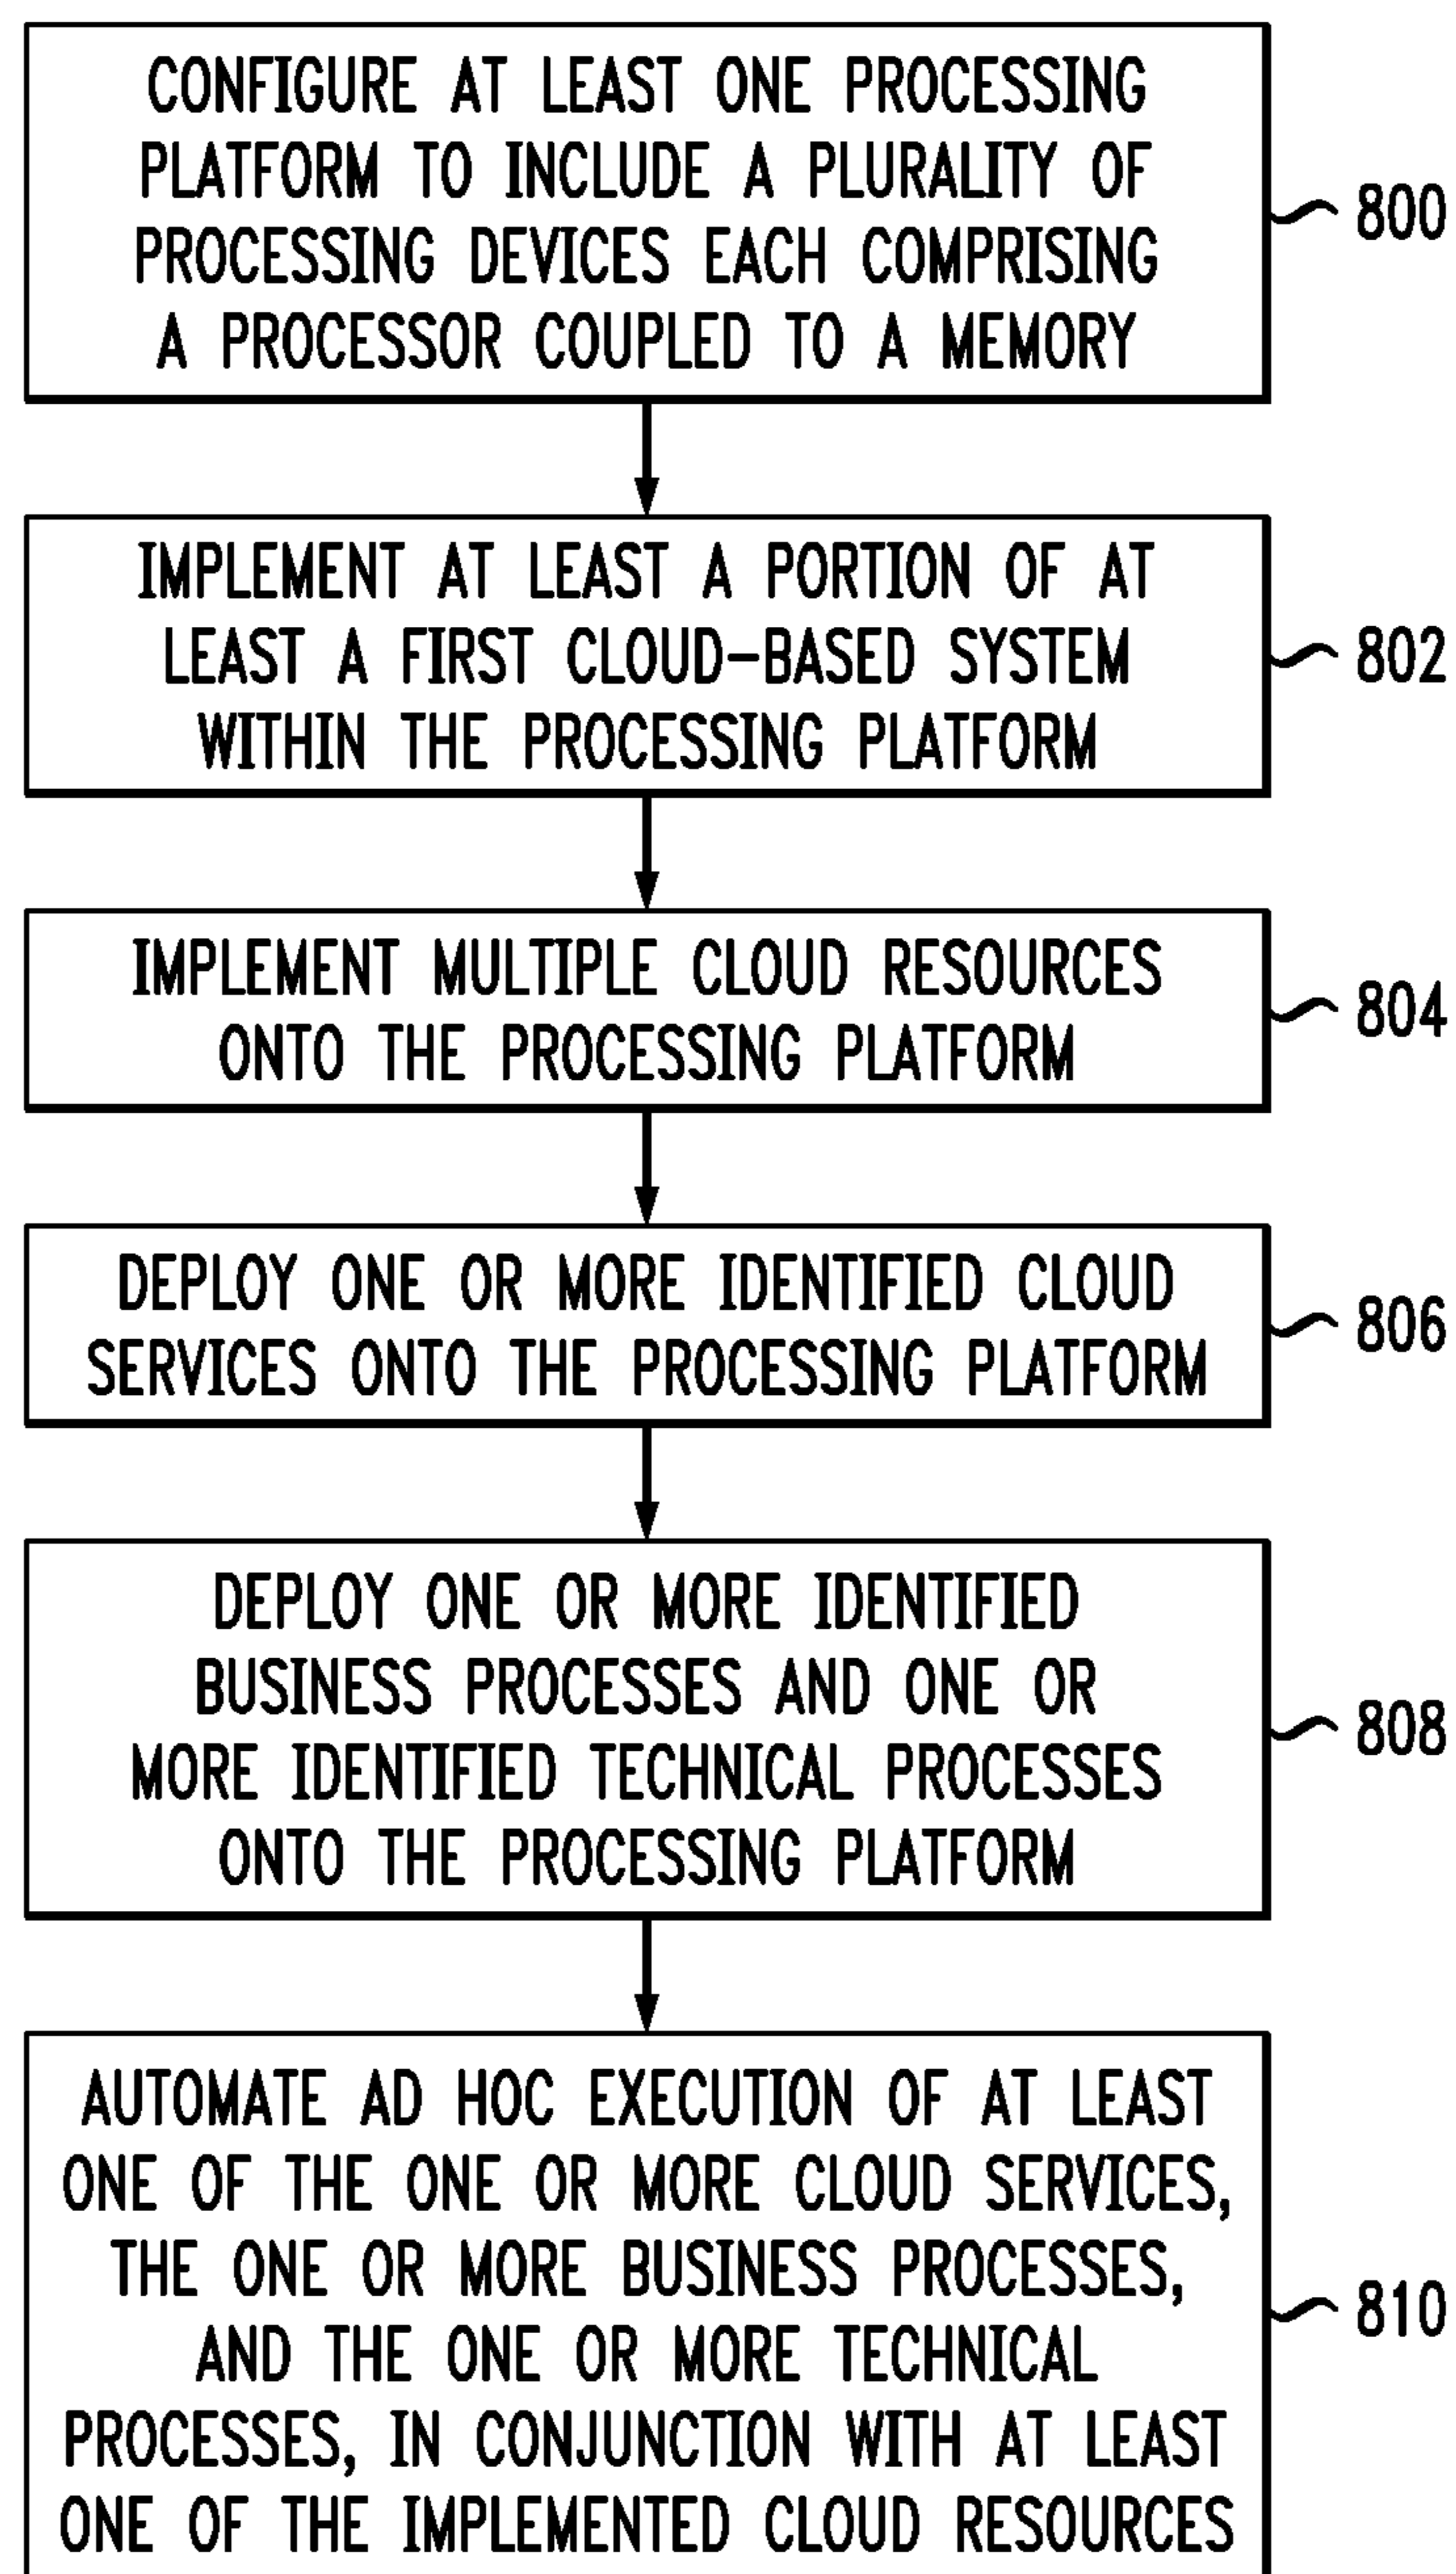 CONFIGURE AT LEAST ONE PROCESSING
PLATFORM TO INCLUDE A PLURALITY OF
PROCESSING DEVICES EACH COMPRISING
A PROCESSOR COUPLED TO A MEMORY
800
IMPLEMENT AT LEAST A PORTION OF AT
LEAST A FIRST CLOUD-BASED SYSTEM
WITHIN THE PROCESSING PLATFORM
802
IMPLEMENT MULTIPLE CLOUD RESOURCES
ONTO THE PROCESSING PLATFORM
804
DEPLOY ONE OR MORE IDENTIFIED CLOUD
SERVICES ONTO THE PROCESSING PLATFORM
806
DEPLOY ONE OR MORE IDENTIFIED
BUSINESS PROCESSES AND ONE OR
MORE IDENTIFIED TECHNICAL PROCESSES
ONTO THE PROCESSING PLATFORM
808
AUTOMATE AD HOC EXECUTION OF AT LEAST
ONE OF THE ONE OR MORE CLOUD SERVICES,
THE ONE OR MORE BUSINESS PROCESSES,
AND THE ONE OR MORE TECHNICAL
PROCESSES, IN CONJUNCTION WITH AT LEAST
ONE OF THE IMPLEMENTED CLOUD RESOURCES
810